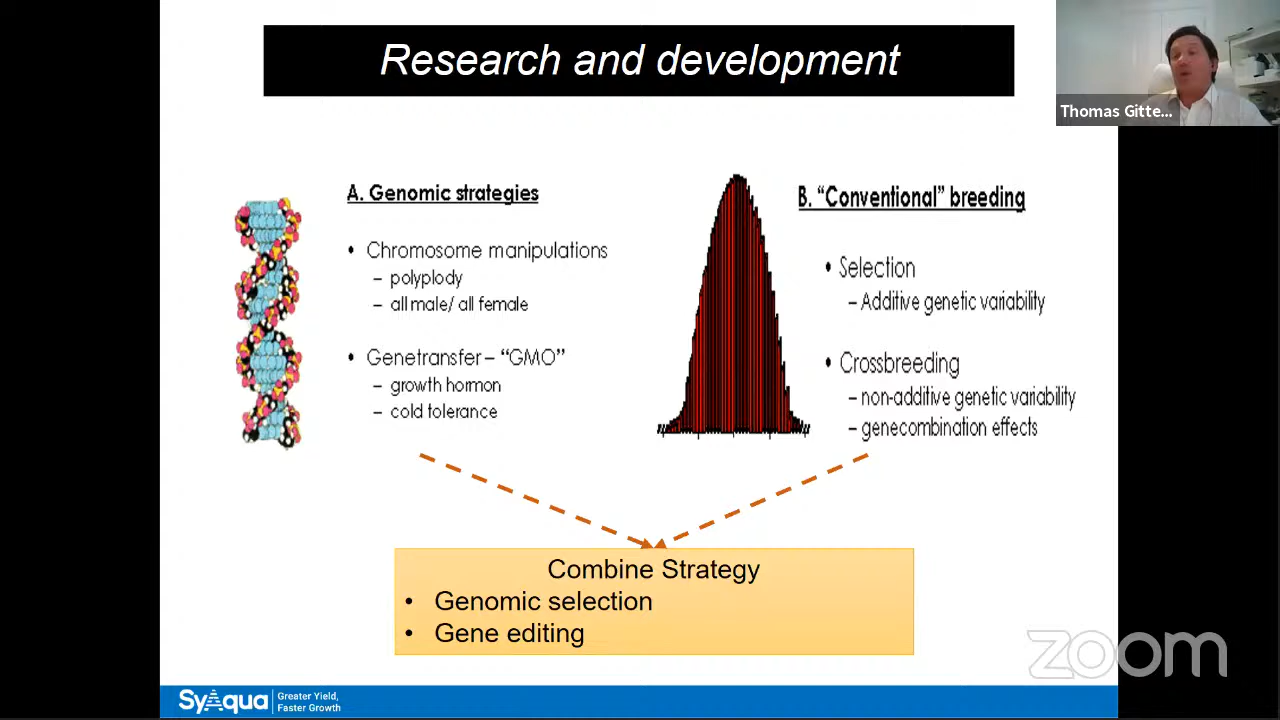 Research and development
Thomas Gitte...
A. Genomic strategies
• Chromosome manipulations
– polyplody
– all male/ all female
• Genetransfer – “GMO”
– growth hormon
– cold tolerance
B. “Conventional” breeding
• Selection
– Additive genetic variability
• Crossbreeding
– non-additive genetic variability
– genecombination effects
Combine Strategy
• Genomic selection
• Gene editing
zoom
SyAqua
Greater Yield,
Faster Growth